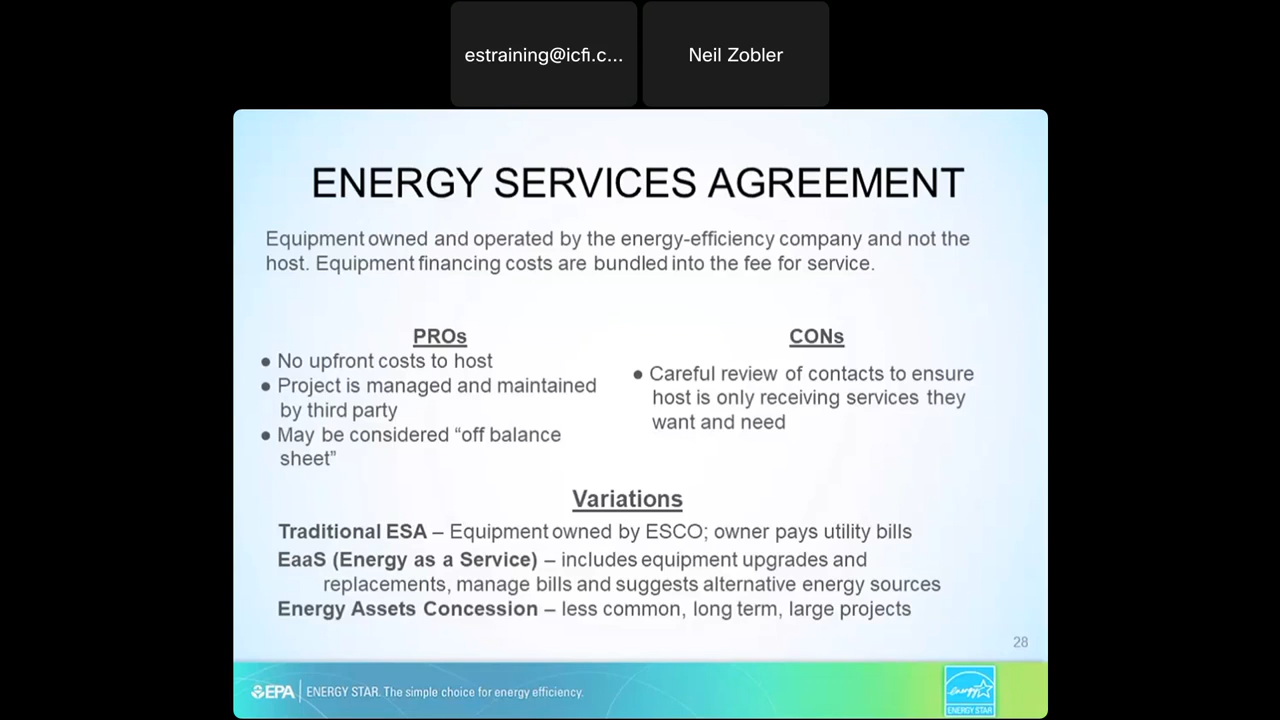 estraining@icfi.c...
Neil Zobler
ENERGY SERVICES AGREEMENT
Equipment owned and operated by the energy-efficiency company and not the
host. Equipment financing costs are bundled into the fee for service.
PROs
● No upfront costs to host
● Project is managed and maintained
by third party
● May be considered “off balance
sheet”
CONs
● Careful review of contacts to ensure
host is only receiving services they
want and need
Variations
Traditional ESA – Equipment owned by ESCO; owner pays utility bills
EaaS (Energy as a Service) – includes equipment upgrades and
replacements, manage bills and suggests alternative energy sources
Energy Assets Concession – less common, long term, large projects
28
EPA | ENERGY STAR. The simple choice for energy efficiency.
energy
ENERGY STAR